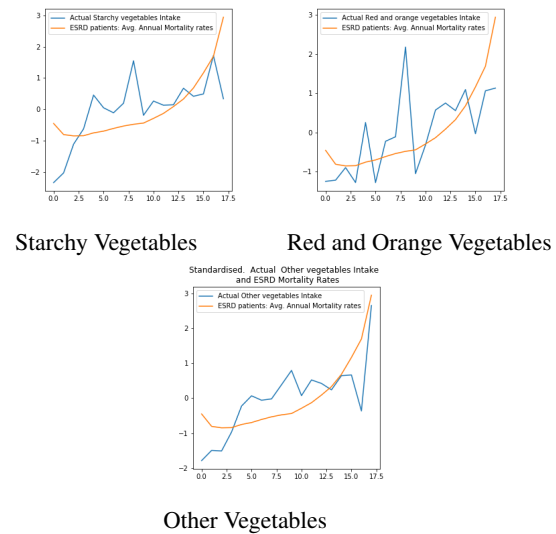 Actual Starchy vegetables Intake
ESRD patients: Avg. Annual Mortality rates
3
2
1
0
−1
−2
0.0 2.5 5.0 7.5 10.0 12.5 15.0 17.5
Starchy Vegetables
Actual Red and orange vegetables Intake
ESRD patients: Avg. Annual Mortality rates
3
2
1
0
−1
0.0 2.5 5.0 7.5 10.0 12.5 15.0 17.5
Red and Orange Vegetables
Standardised. Actual Other vegetables Intake
and ESRD Mortality Rates
Actual Other vegetables Intake
ESRD patients: Avg. Annual Mortality rates
3
2
1
0
−1
−2
0.0 2.5 5.0 7.5 10.0 12.5 15.0 17.5
Other Vegetables